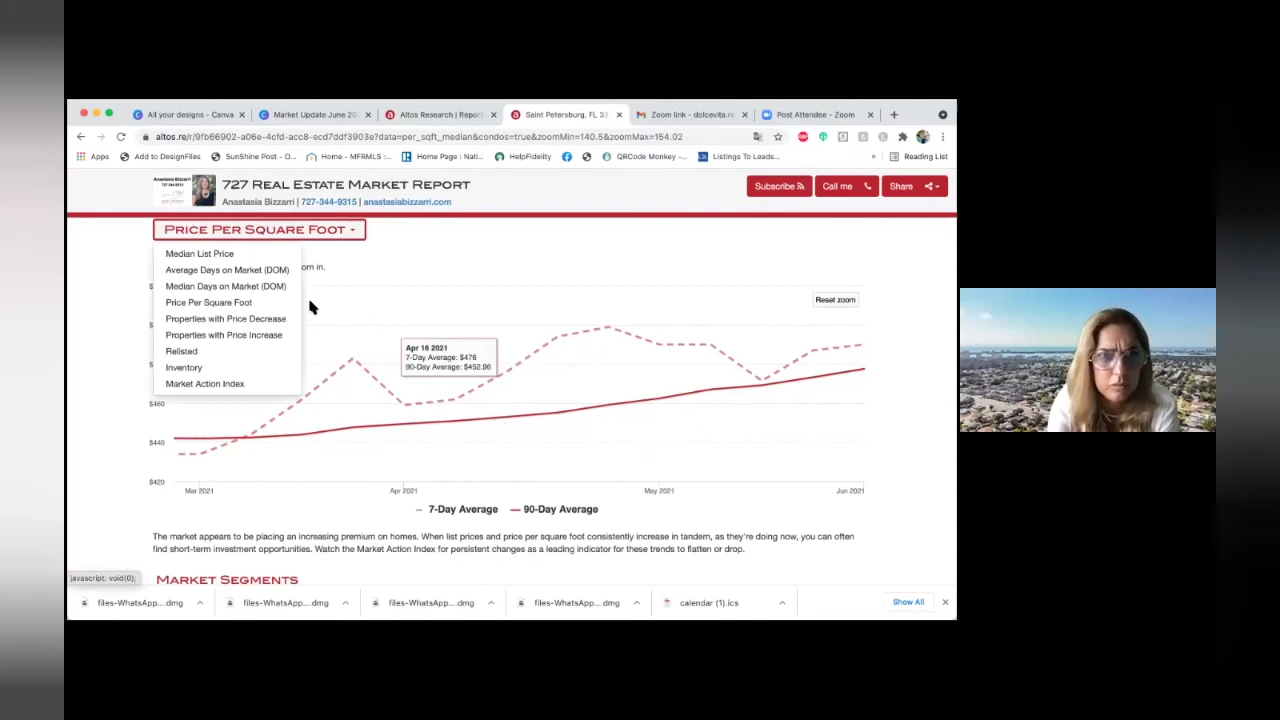 All your designs - Canva
Market Update June 202
Altos Research | Report
Saint Petersburg, FL 33
Zoom link - dolcevita.re
Post Attendee - Zoom
altos.re/r/9fb66902-a06e-4cfd-acc8-ecd7ddf3903e?data=per_sqft_median&condos=true&zoomMin=140.5&zoomMax=154.02
Apps
Add to DesignFiles
SunShine Post - O...
Home - MFRMLS:...
Home Page : Nati...
HelpFidelity
QRCode Monkey -...
Listings To Leads...
»
Reading List
Anastasia Bizzarri
727 Real Estate Market Report
Anastasia Bizzarri | 727-344-9315 | anastasiabizzarri.com
Subscribe
Call me
Share
Price Per Square Foot
Median List Price
Average Days on Market (DOM)
Median Days on Market (DOM)
Price Per Square Foot
Properties with Price Decrease
Properties with Price Increase
Relisted
Inventory
Market Action Index
om in.
Reset zoom
Apr 16 2021
7-Day Average: $476
90-Day Average: $452.96
$460
$440
$420
Mar 2021
Apr 2021
May 2021
Jun 2021
7-Day Average
90-Day Average
The market appears to be placing an increasing premium on homes. When list prices and price per square foot consistently increase in tandem, as they're doing now, you can often
find short-term investment opportunities. Watch the Market Action Index for persistent changes as a leading indicator for these trends to flatten or drop.
Market Segments
javascript: void(0);
files-WhatsApp....dmg
files-WhatsApp....dmg
files-WhatsApp....dmg
files-WhatsApp....dmg
calendar (1).ics
Show All